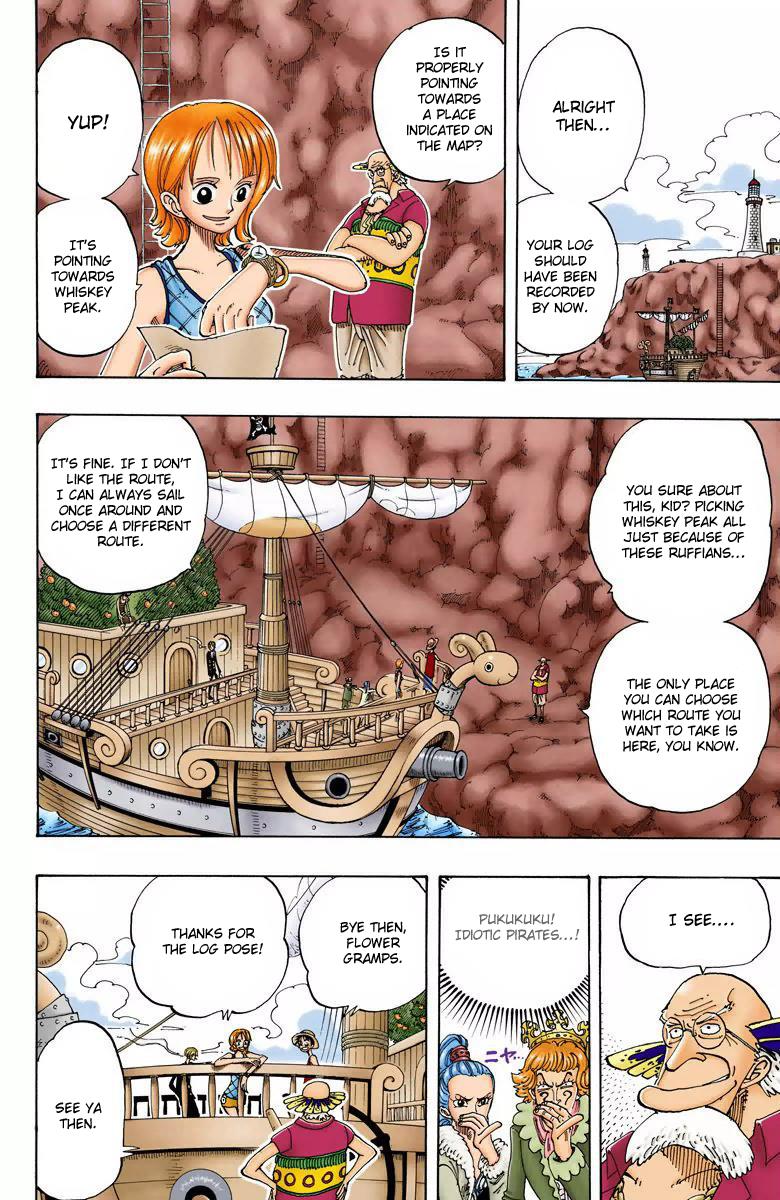 ALRIGHT
THEN...
YOUR LOG
SHOULD
HAVE BEEN
RECORDED
BY NOW.
IS IT
PROPERLY
POINTING
TOWARDS
A PLACE
INDICATED ON
THE MAP?
YUP!
IT'S
POINTING
TOWARDS
WHISKEY
PEAK.
YOU SURE ABOUT
THIS, KID? PICKING
WHISKEY PEAK ALL
JUST BECAUSE OF
THESE RUFFIANS...
THE ONLY PLACE
YOU CAN CHOOSE
WHICH ROUTE YOU
WANT TO TAKE IS
HERE, YOU KNOW.
IT'S FINE. IF I DON'T
LIKE THE ROUTE,
I CAN ALWAYS SAIL
ONCE AROUND AND
CHOOSE A DIFFERENT
ROUTE.
I SEE....
PUKUKUKU!
IDIOTIC PIRATES...!
ニヤ..
BYE THEN,
FLOWER
GRAMPS.
THANKS FOR
THE LOG POSE!
SEE YA
THEN.